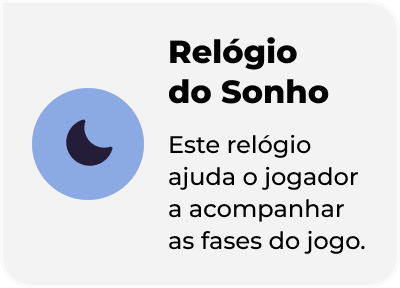 Relógio
do Sonho
Este relógio
ajuda o jogador
a acompanhar
as fases do jogo.